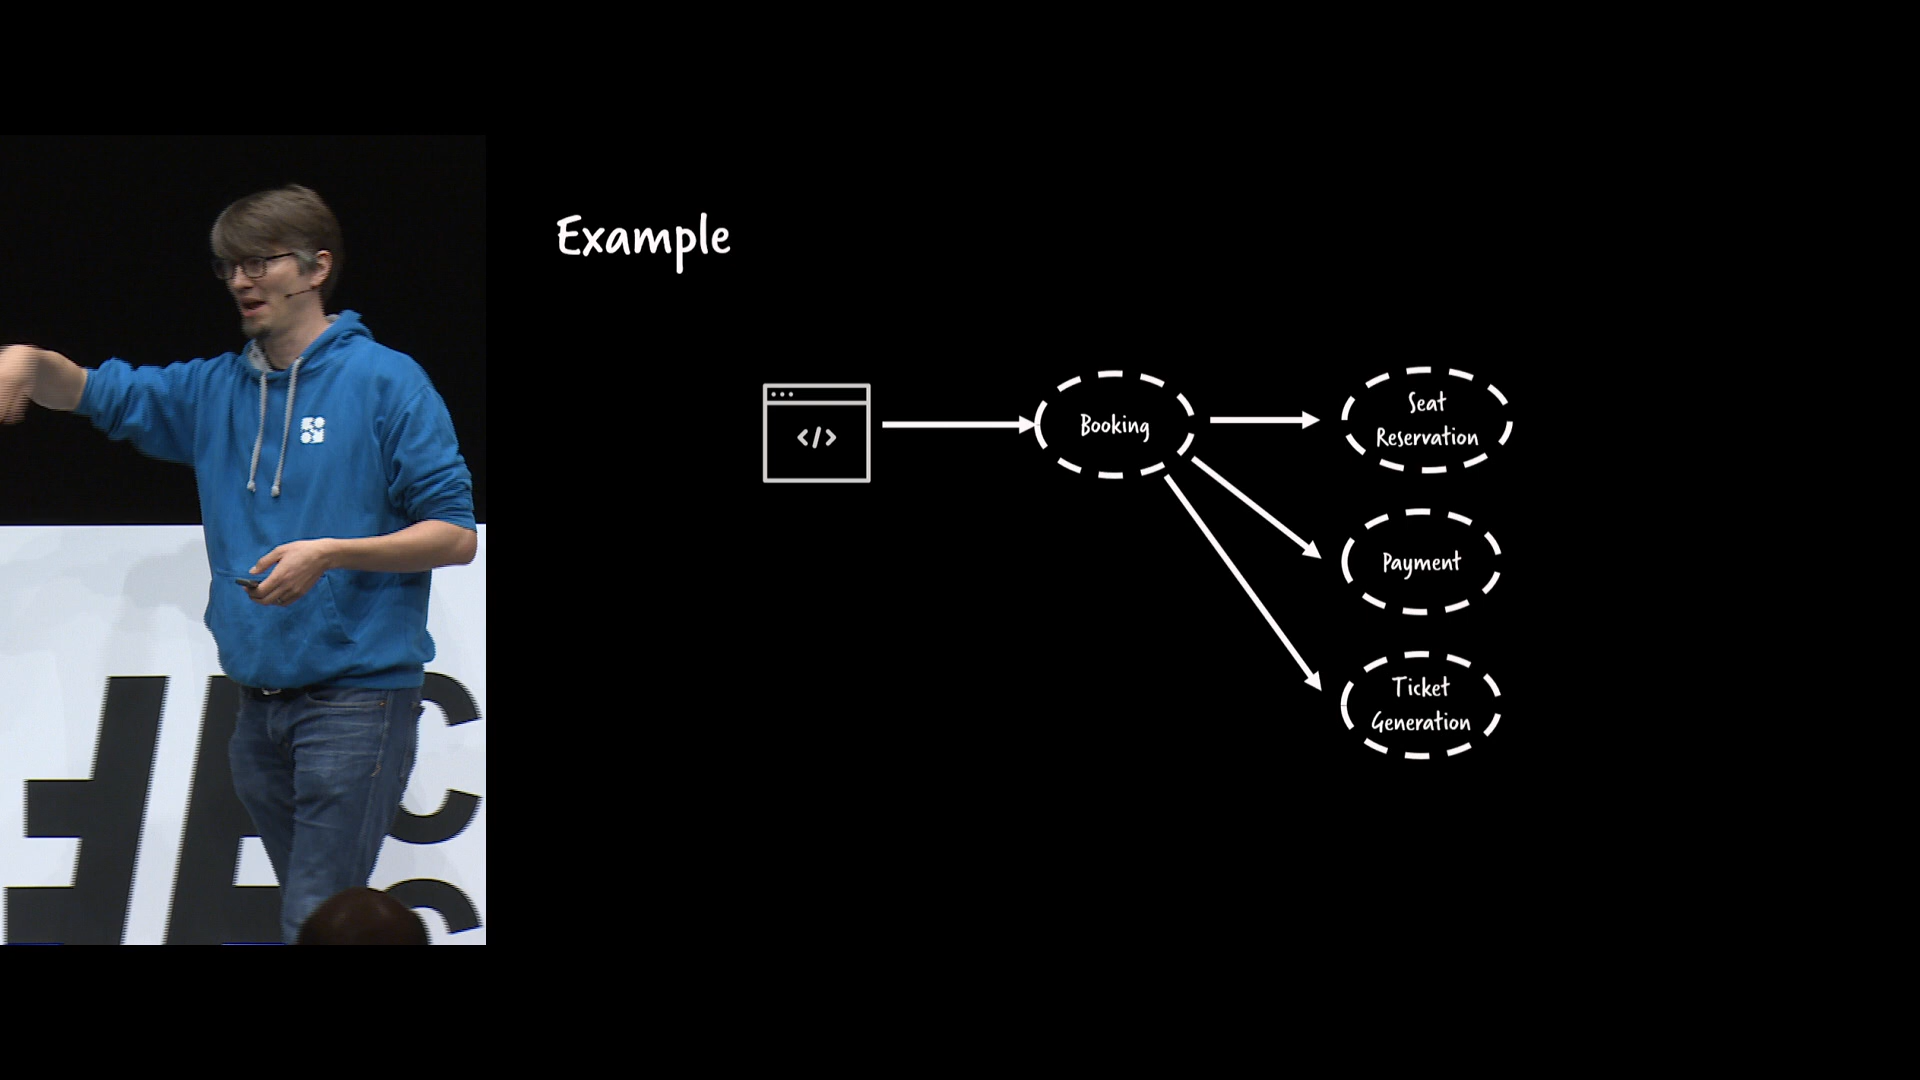 Example
</>
Booking
Seat
Reservation
Payment
Ticket
Generation